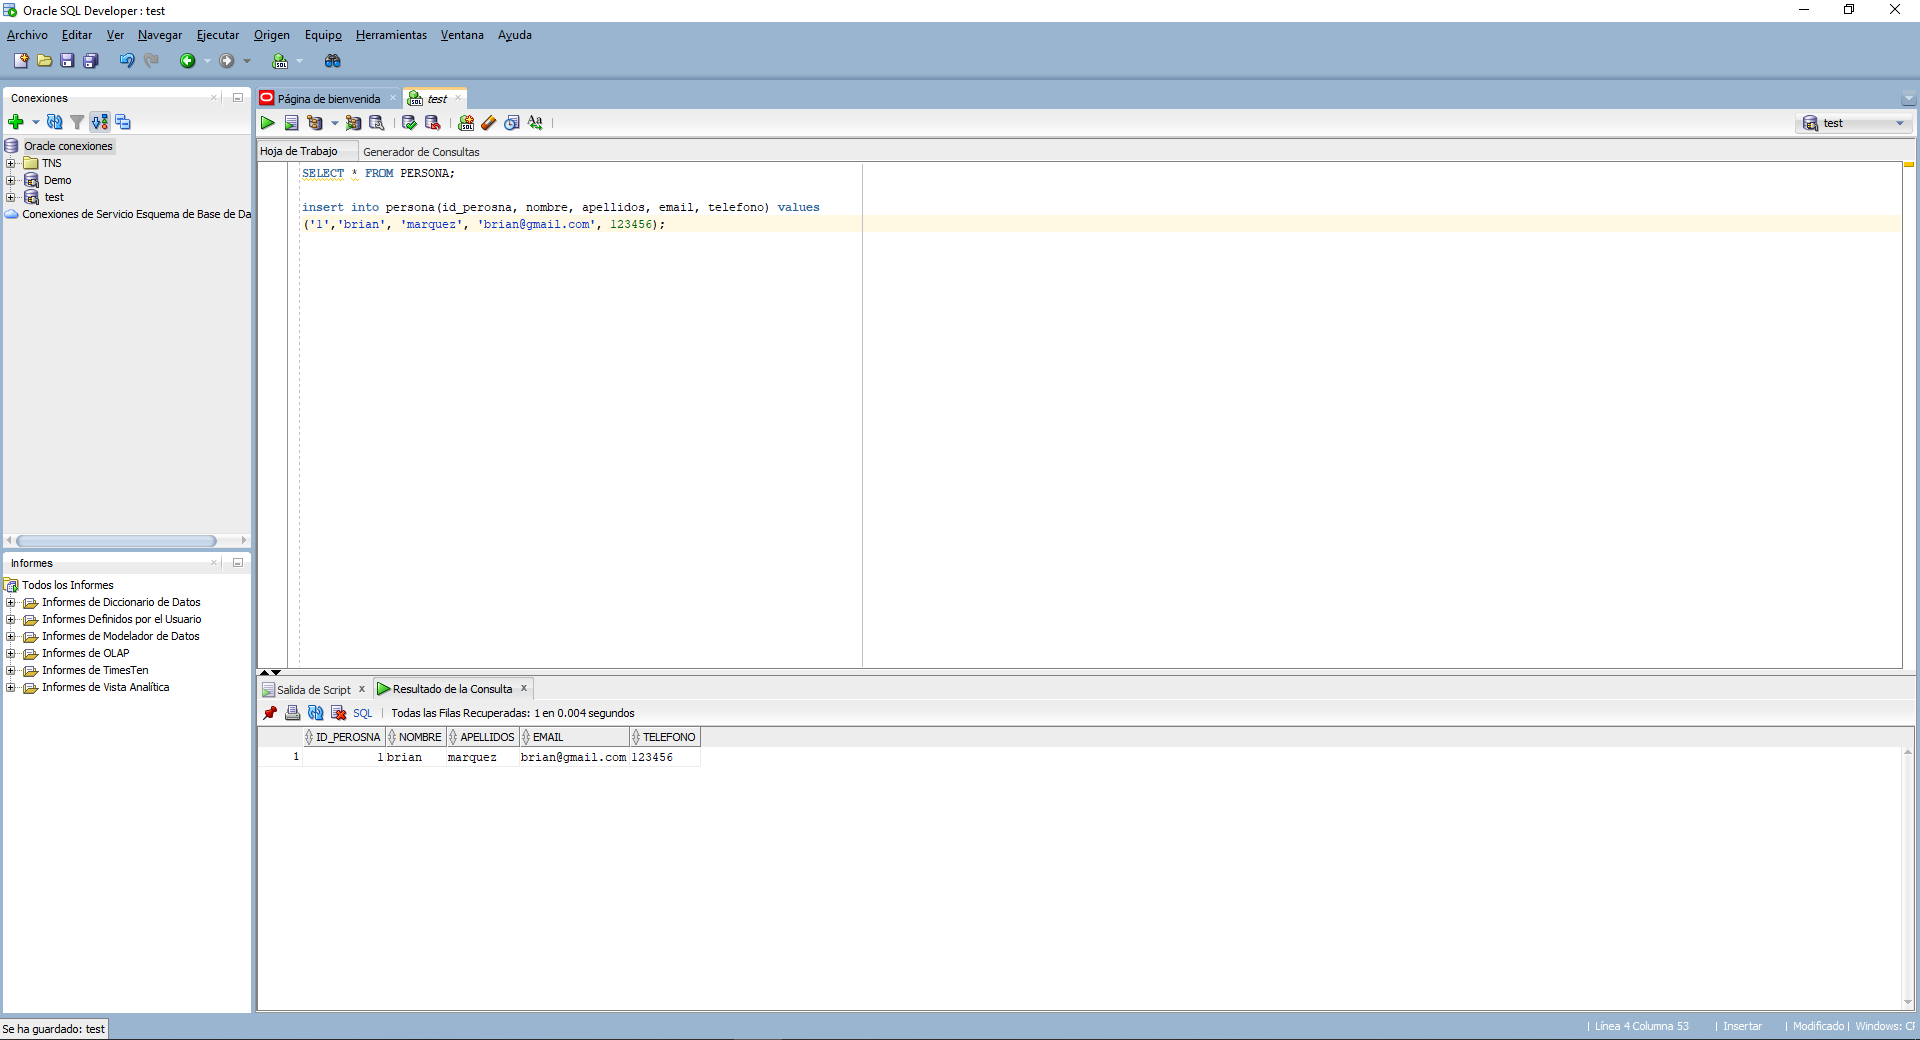 Oracle SQL Developer : test
Archivo Editar Ver Navegar Ejecutar Origen Equipo Herramientas Ventana Ayuda
Conexiones
Oracle conexiones
TNS
Demo
test
Conexiones de Servicio Esquema de Base de Da
Informes
Todos los Informes
Informes de Diccionario de Datos
Informes Definidos por el Usuario
Informes de Modelador de Datos
Informes de OLAP
Informes de TimesTen
Informes de Vista Analítica
Página de bienvenida
test
test
Hoja de Trabajo Generador de Consultas
SELECT * FROM PERSONA;
insert into persona(id_perosna, nombre, apellidos, email, telefono) values
('1','brian', 'marquez', 'brian@gmail.com', 123456);
Salida de Script x Resultado de la Consulta x
SQL | Todas las Filas Recuperadas: 1 en 0.004 segundos
ID_PEROSNA NOMBRE APELLIDOS EMAIL TELEFONO
1 1 brian marquez brian@gmail.com 123456
Se ha guardado: test
| Línea 4 Columna 53 | Insertar | Modificado | Windows: CF